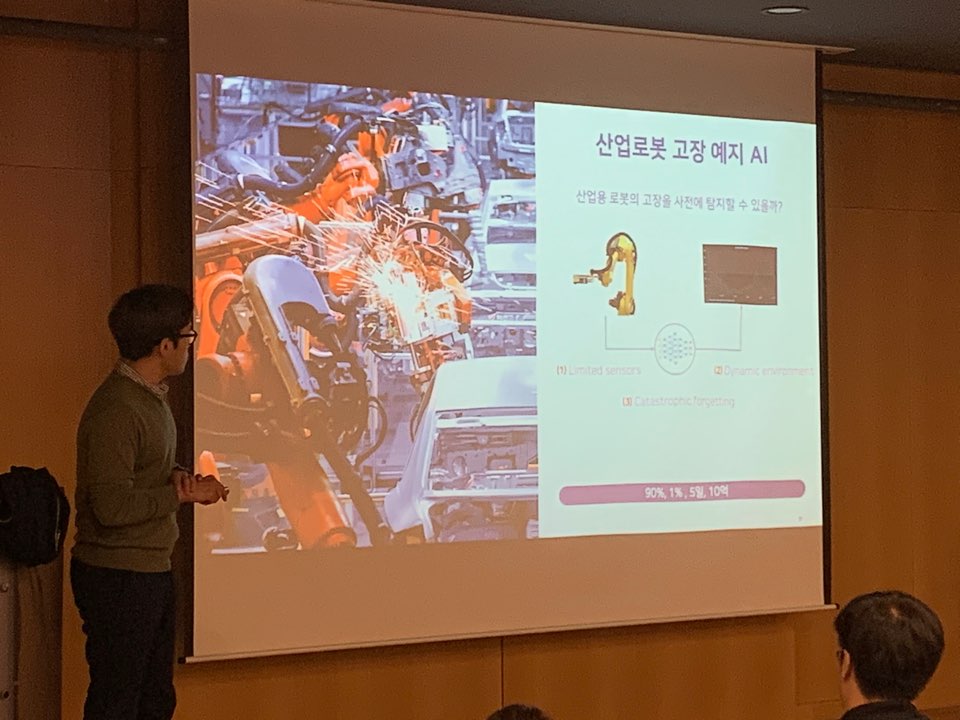 산업로봇 고장 예지 AI
산업용 로봇의 고장을 사전에 탐지할 수 있을까?
[1] Limited sensors
[2] Dynamic environment
[3] Catastrophic forgetting
90%, 1% , 5일, 10억